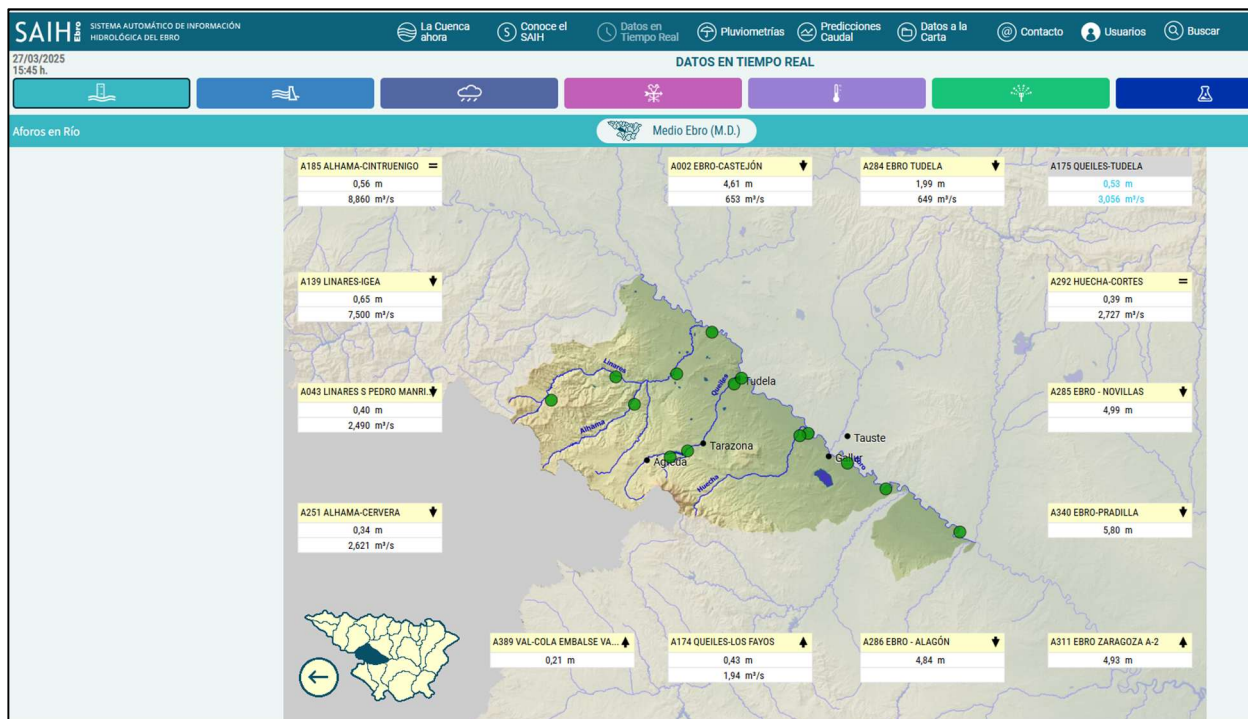 SAIH Ebro
SISTEMA AUTOMÁTICO DE INFORMACIÓN
HIDROLÓGICA DEL EBRO
La Cuenca
ahora
Conoce el
SAIH
Datos en
Tiempo Real
Pluviometrías
Predicciones
Caudal
Datos a la
Carta
Contacto
Usuarios
Buscar
27/03/2025
15:45 h.
DATOS EN TIEMPO REAL
Aforos en Río
Medio Ebro (M.D.)
A185 ALHAMA-CINTRUENIGO =
0,56 m
8,860 m³/s
A002 EBRO-CASTEJÓN
4,61 m
653 m³/s
A284 EBRO TUDELA
1,99 m
649 m³/s
A175 QUEILES-TUDELA
0,53 m
3,056 m³/s
A139 LINARES-IGEA
0,65 m
7,500 m³/s
A292 HUECHA-CORTES =
0,39 m
2,727 m³/s
A043 LINARES S PEDRO MANRI..
0,40 m
2,490 m³/s
A285 EBRO - NOVILLAS
4,99 m
A251 ALHAMA-CERVERA
0,34 m
2,621 m³/s
A340 EBRO-PRADILLA
5,80 m
Linares
Queiles
Tudela
Alhama
Tarazona
Tauste
Agreda
Gallur
Ebro
Huecha
A389 VAL-COLA EMBALSE VA...
0,21 m
A174 QUEILES-LOS FAYOS
0,43 m
1,94 m³/s
A286 EBRO - ALAGÓN
4,84 m
A311 EBRO ZARAGOZA A-2
4,93 m